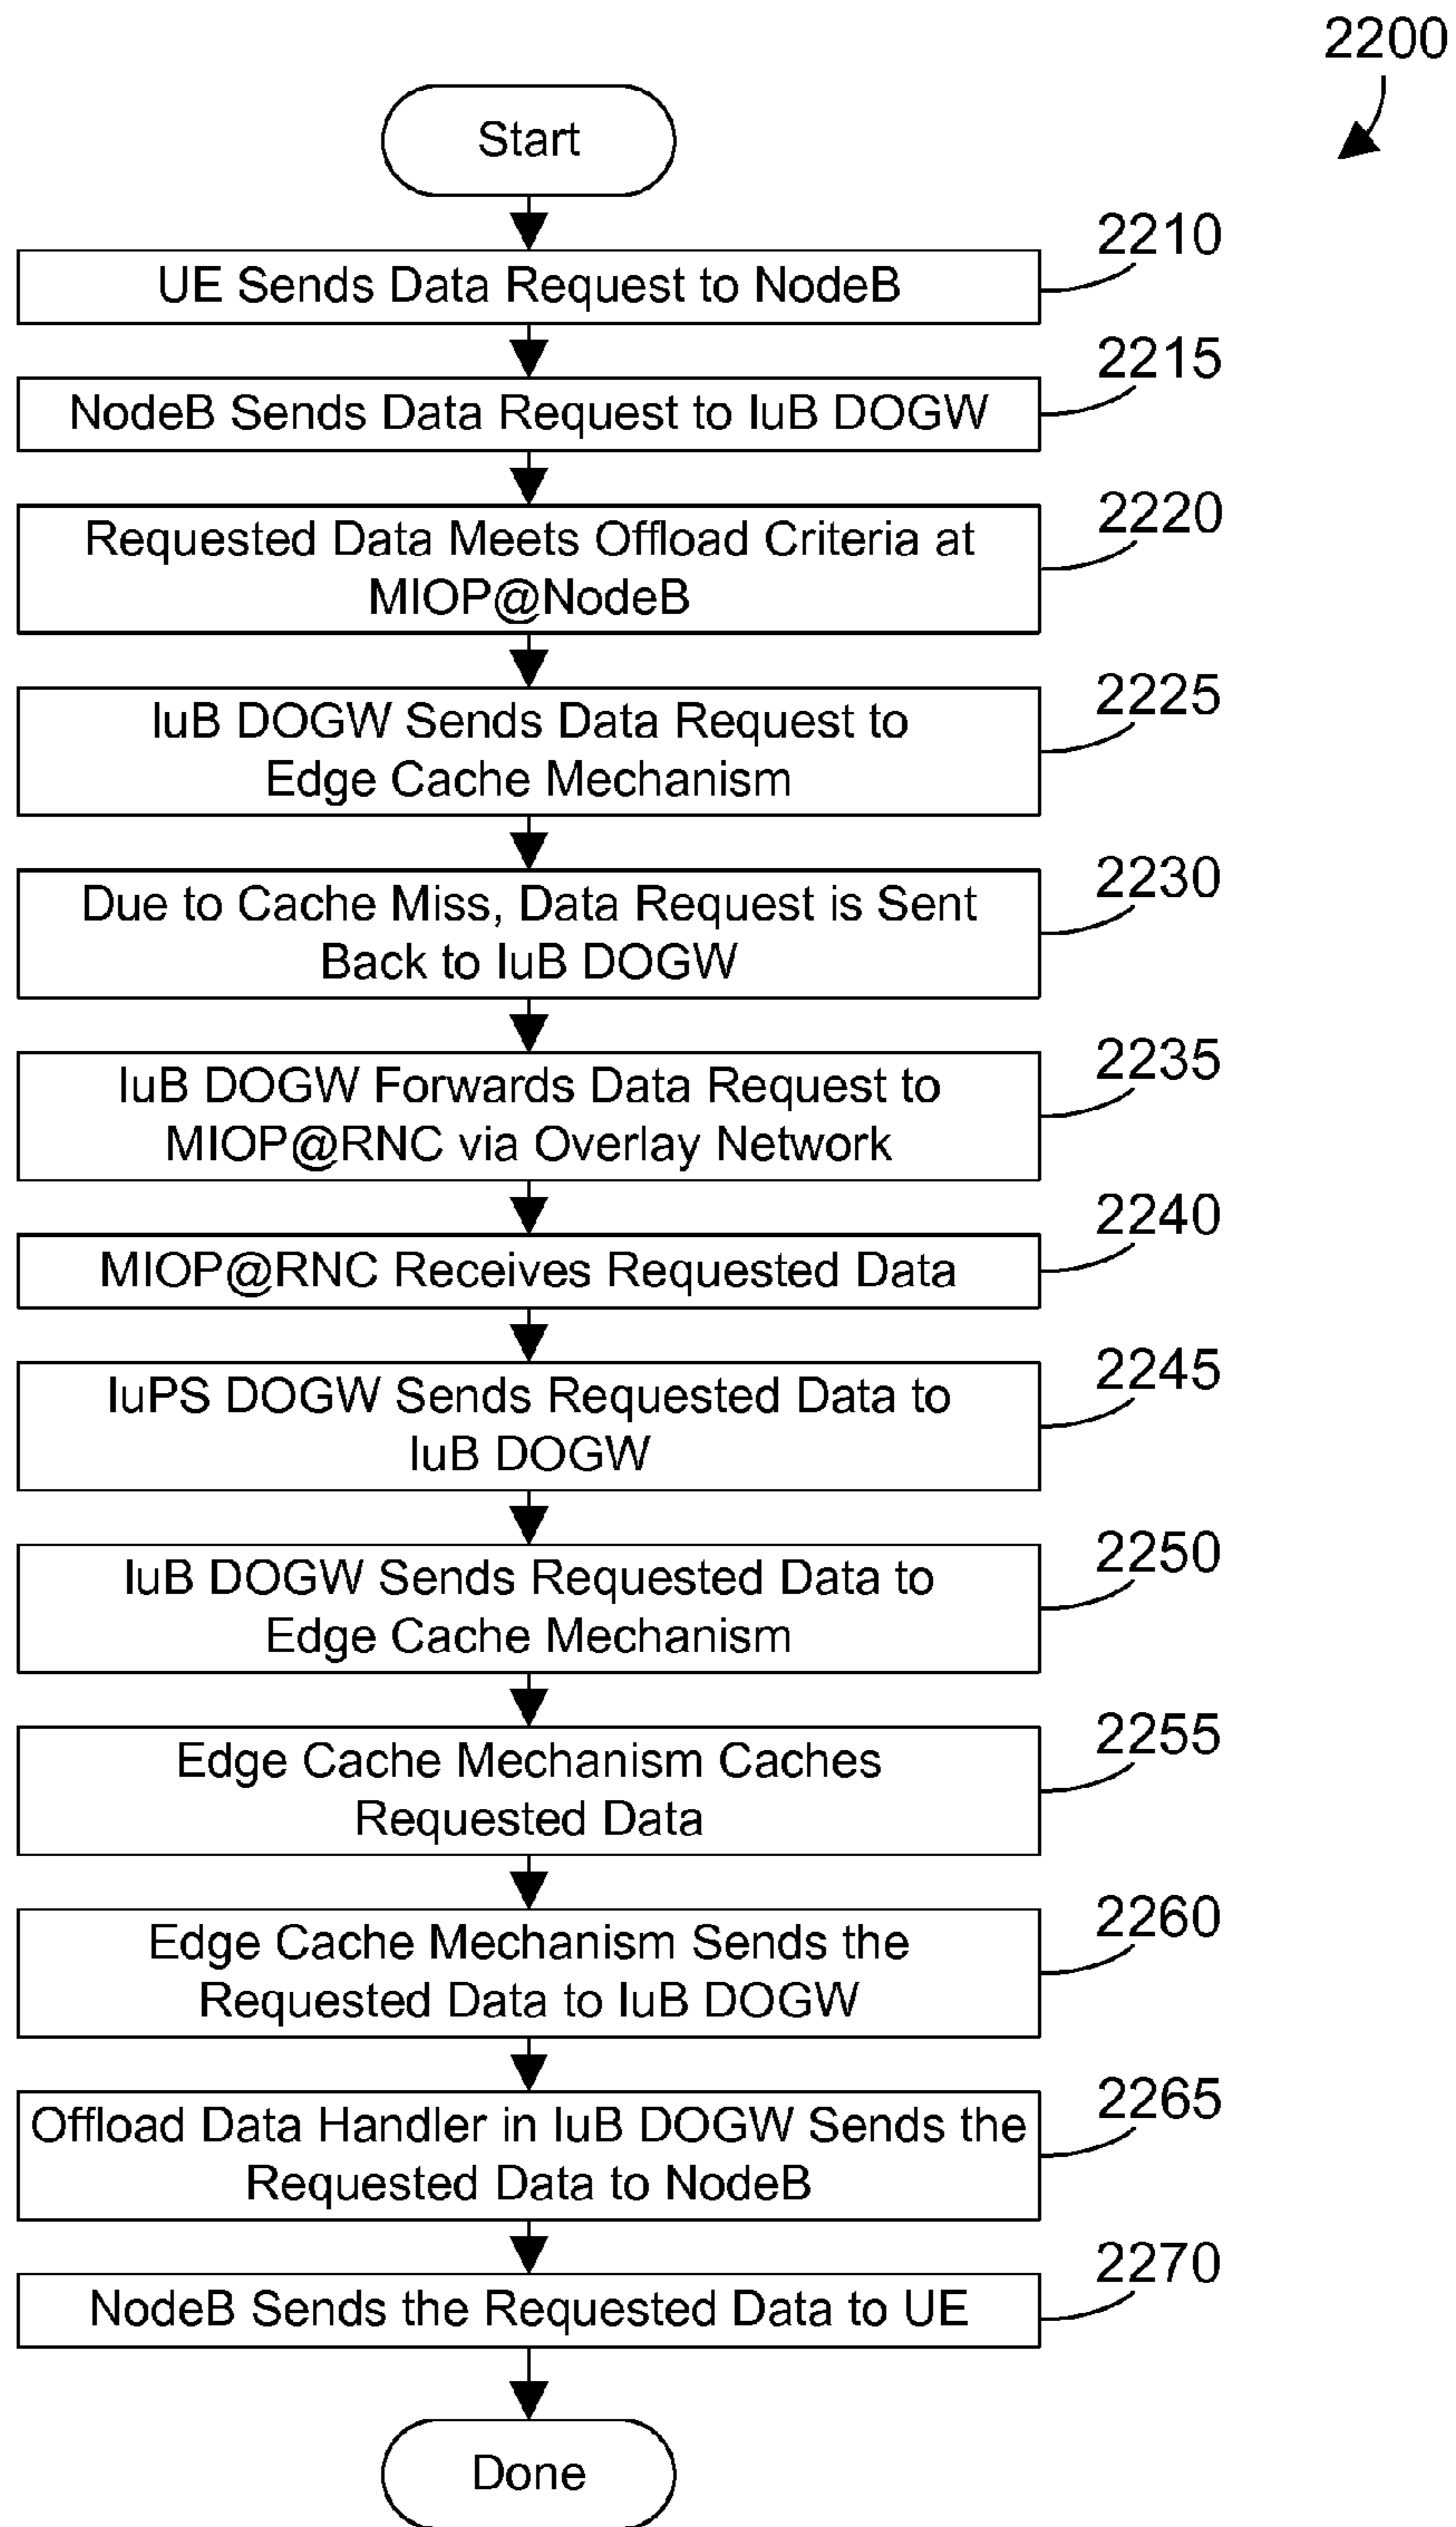 2200
Start
2210
UE Sends Data Request to NodeB
2215
NodeB Sends Data Request to IuB DOGW
2220
Requested Data Meets Offload Criteria at
MIOP@NodeB
2225
IuB DOGW Sends Data Request to
Edge Cache Mechanism
2230
Due to Cache Miss, Data Request is Sent
Back to IuB DOGW
2235
IuB DOGW Forwards Data Request to
MIOP@RNC via Overlay Network
2240
MIOP@RNC Receives Requested Data
2245
IuPS DOGW Sends Requested Data to
IuB DOGW
2250
IuB DOGW Sends Requested Data to
Edge Cache Mechanism
2255
Edge Cache Mechanism Caches
Requested Data
2260
Edge Cache Mechanism Sends the
Requested Data to IuB DOGW
2265
Offload Data Handler in IuB DOGW Sends the
Requested Data to NodeB
2270
NodeB Sends the Requested Data to UE
Done